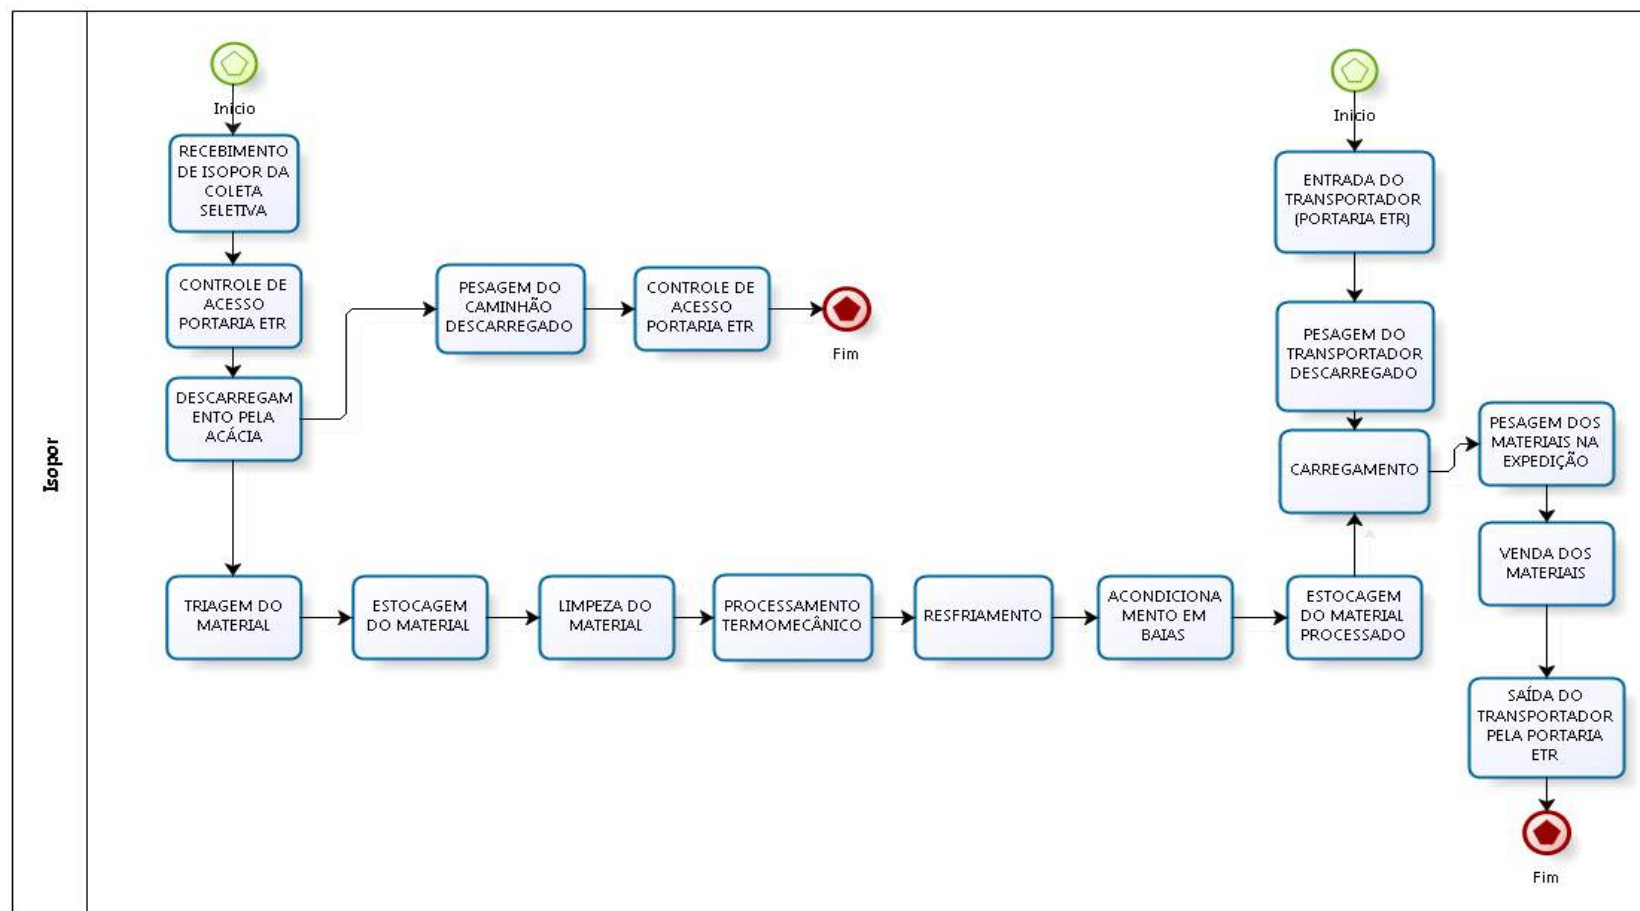 Isopor
Início
RECEBIMENTO
DE ISOPOR DA
COLETA
SELETIVA
CONTROLE DE
ACESSO
PORTARIA ETR
DESCARREGAM
ENTO PELA
ACÁCIA
PESAGEM DO
CAMINHÃO
DESCARREGADO
CONTROLE DE
ACESSO
PORTARIA ETR
Fim
TRIAGEM DO
MATERIAL
ESTOCAGEM
DO MATERIAL
LIMPEZA DO
MATERIAL
PROCESSAMENTO
TERMOMECÂNICO
RESFRIAMENTO
ACONDICIONA
MENTO EM
BAIAS
ESTOCAGEM
DO MATERIAL
PROCESSADO
Início
ENTRADA DO
TRANSPORTADOR
(PORTARIA ETR)
PESAGEM DO
TRANSPORTADOR
DESCARREGADO
CARREGAMENTO
PESAGEM DOS
MATERIAIS NA
EXPEDIÇÃO
VENDA DOS
MATERIAIS
SAÍDA DO
TRANSPORTADOR
PELA PORTARIA
ETR
Fim